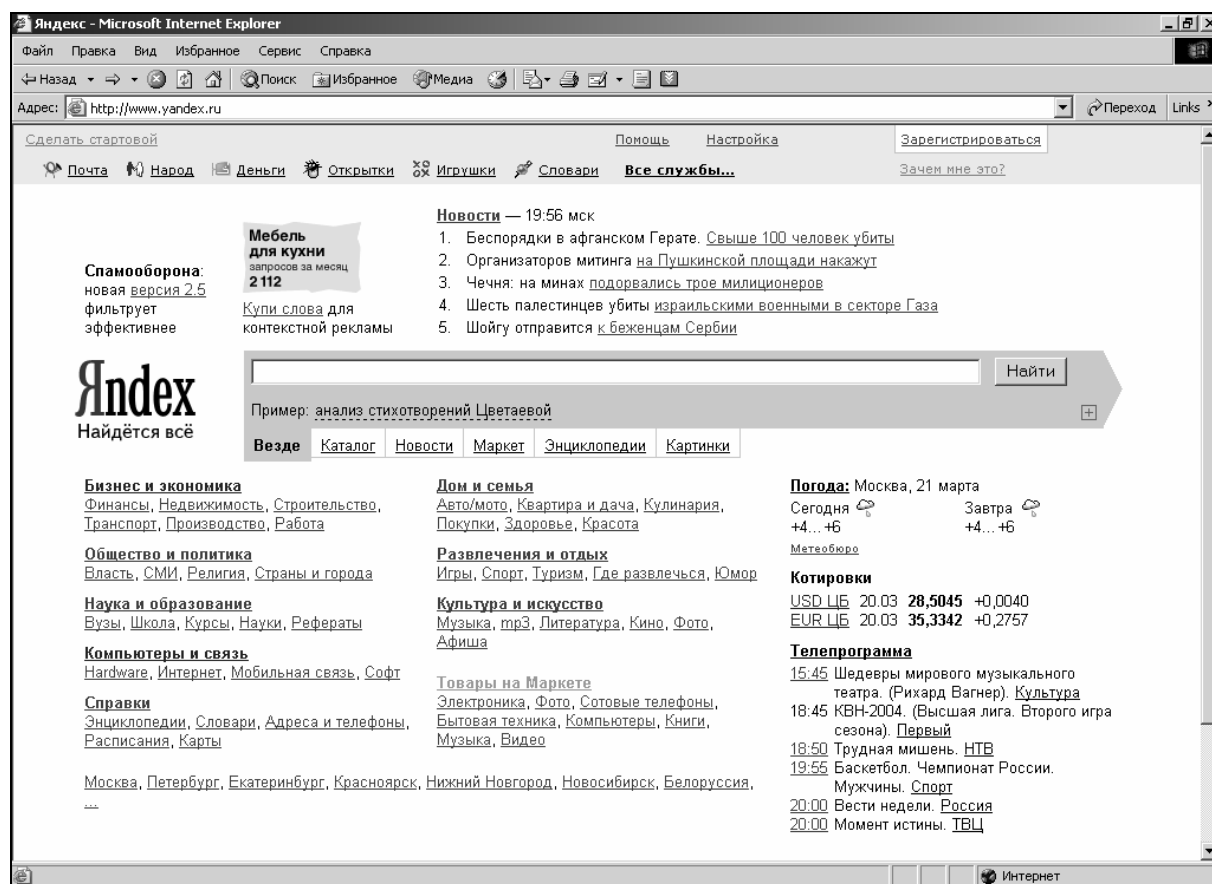 Яндекс - Microsoft Internet Explorer
Файл Правка Вид Избранное Сервис Справка
Назад Поиск Избранное Медиа
Адрес: http://www.yandex.ru Переход Links
Сделать стартовой Помощь Настройка Зарегистрироваться
Почта Народ Деньги Открытки Игрушки Словари Все службы... Зачем мне это?
Спамооборона:
новая версия 2.5
фильтрует
эффективнее
Мебель
для кухни
запросов за месяц
2 112
Купи слова для
контекстной рекламы
Новости — 19:56 мск
1. Беспорядки в афганском Герате. Свыше 100 человек убиты
2. Организаторов митинга на Пушкинской площади накажут
3. Чечня: на минах подорвались трое милиционеров
4. Шесть палестинцев убиты израильскими военными в секторе Газа
5. Шойгу отправится к беженцам Сербии
Яndex
Найдётся всё
Найти
Пример: анализ стихотворений Цветаевой
Везде Каталог Новости Маркет Энциклопедии Картинки
Бизнес и экономика
Финансы, Недвижимость, Строительство,
Транспорт, Производство, Работа
Общество и политика
Власть, СМИ, Религия, Страны и города
Наука и образование
Вузы, Школа, Курсы, Науки, Рефераты
Компьютеры и связь
Hardware, Интернет, Мобильная связь, Софт
Справки
Энциклопедии, Словари, Адреса и телефоны,
Расписания, Карты
Дом и семья
Авто/мото, Квартира и дача, Кулинария,
Покупки, Здоровье, Красота
Развлечения и отдых
Игры, Спорт, Туризм, Где развлечься, Юмор
Культура и искусство
Музыка, mp3, Литература, Кино, Фото,
Афиша
Товары на Маркете
Электроника, Фото, Сотовые телефоны,
Бытовая техника, Компьютеры, Книги,
Музыка, Видео
Москва, Петербург, Екатеринбург, Красноярск, Нижний Новгород, Новосибирск, Белоруссия,
...
Погода: Москва, 21 марта
Сегодня Завтра
+4... +6 +4... +6
Метеобюро
Котировки
USD ЦБ 20.03 28,5045 +0,0040
EUR ЦБ 20.03 35,3342 +0,2757
Телепрограмма
15:45 Шедевры мирового музыкального
театра. (Рихард Вагнер). Культура
18:45 КВН-2004. (Высшая лига. Второго игра
сезона). Первый
18:50 Трудная мишень. НТВ
19:55 Баскетбол. Чемпионат России.
Мужчины. Спорт
20:00 Вести недели. Россия
20:00 Момент истины. ТВЦ
Интернет